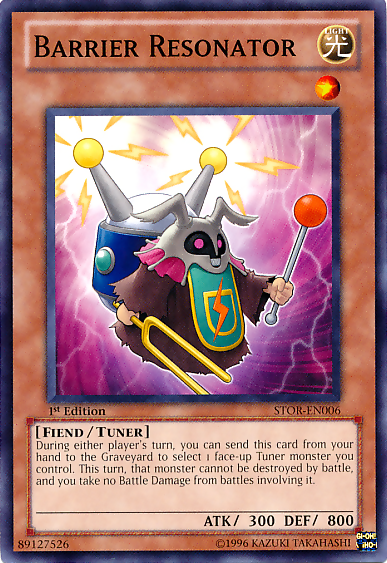 BARRIER RESONATOR
LIGHT
光
1st Edition
STOR-EN006
[FIEND / TUNER]
During either player's turn, you can send this card from
your hand to the Graveyard to select 1 face-up Tuner monster you
control. This turn, that monster cannot be destroyed by battle,
and you take no Battle Damage from battles involving it.
ATK/ 300 DEF/ 800
89127526
©1996 KAZUKI TAKAHASHI